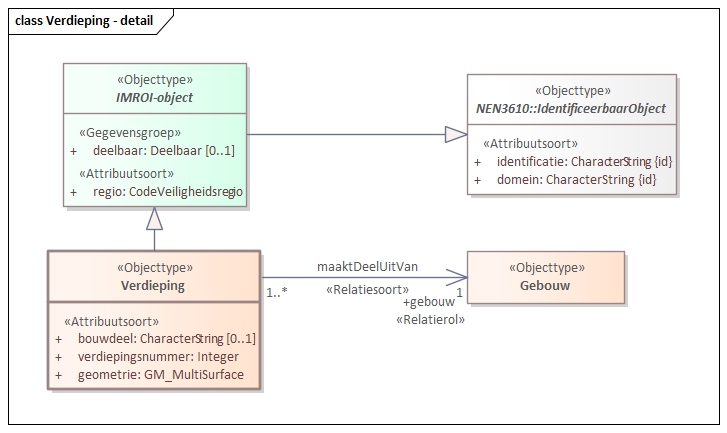 class Verdieping - detail
«Objecttype»
IMROI-object
«Gegevensgroep»
+ deelbaar: Deelbaar [0..1]
«Attribuutsoort»
+ regio: CodeVeiligheidsregio
«Objecttype»
NEN3610::IdentificeerbaarObject
«Attribuutsoort»
+ identificatie: CharacterString {id}
+ domein: CharacterString {id}
«Objecttype»
Verdieping
«Attribuutsoort»
+ bouwdeel: CharacterString [0..1]
+ verdiepingsnummer: Integer
+ geometrie: GM_MultiSurface
maaktDeelUitVan
1..*
«Relatiesoort»
1
+gebouw
«Relatierol»
«Objecttype»
Gebouw